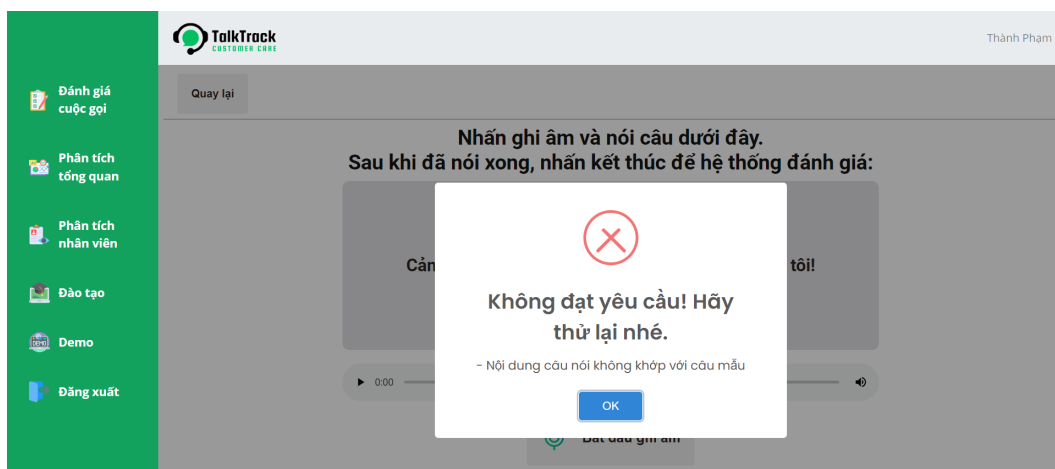 TalkTrack
CUSTOMER CARE
Thành Phạm
Đánh giá
cuộc gọi
Phân tích
tổng quan
Phân tích
nhân viên
Đào tạo
Demo
Đăng xuất
Quay lại
Nhấn ghi âm và nói câu dưới đây.
Sau khi đã nói xong, nhấn kết thúc để hệ thống đánh giá:
Cảm tôi!
Không đạt yêu cầu! Hãy
thử lại nhé.
- Nội dung câu nói không khớp với câu mẫu
0:00
OK
Bắt đầu ghi âm